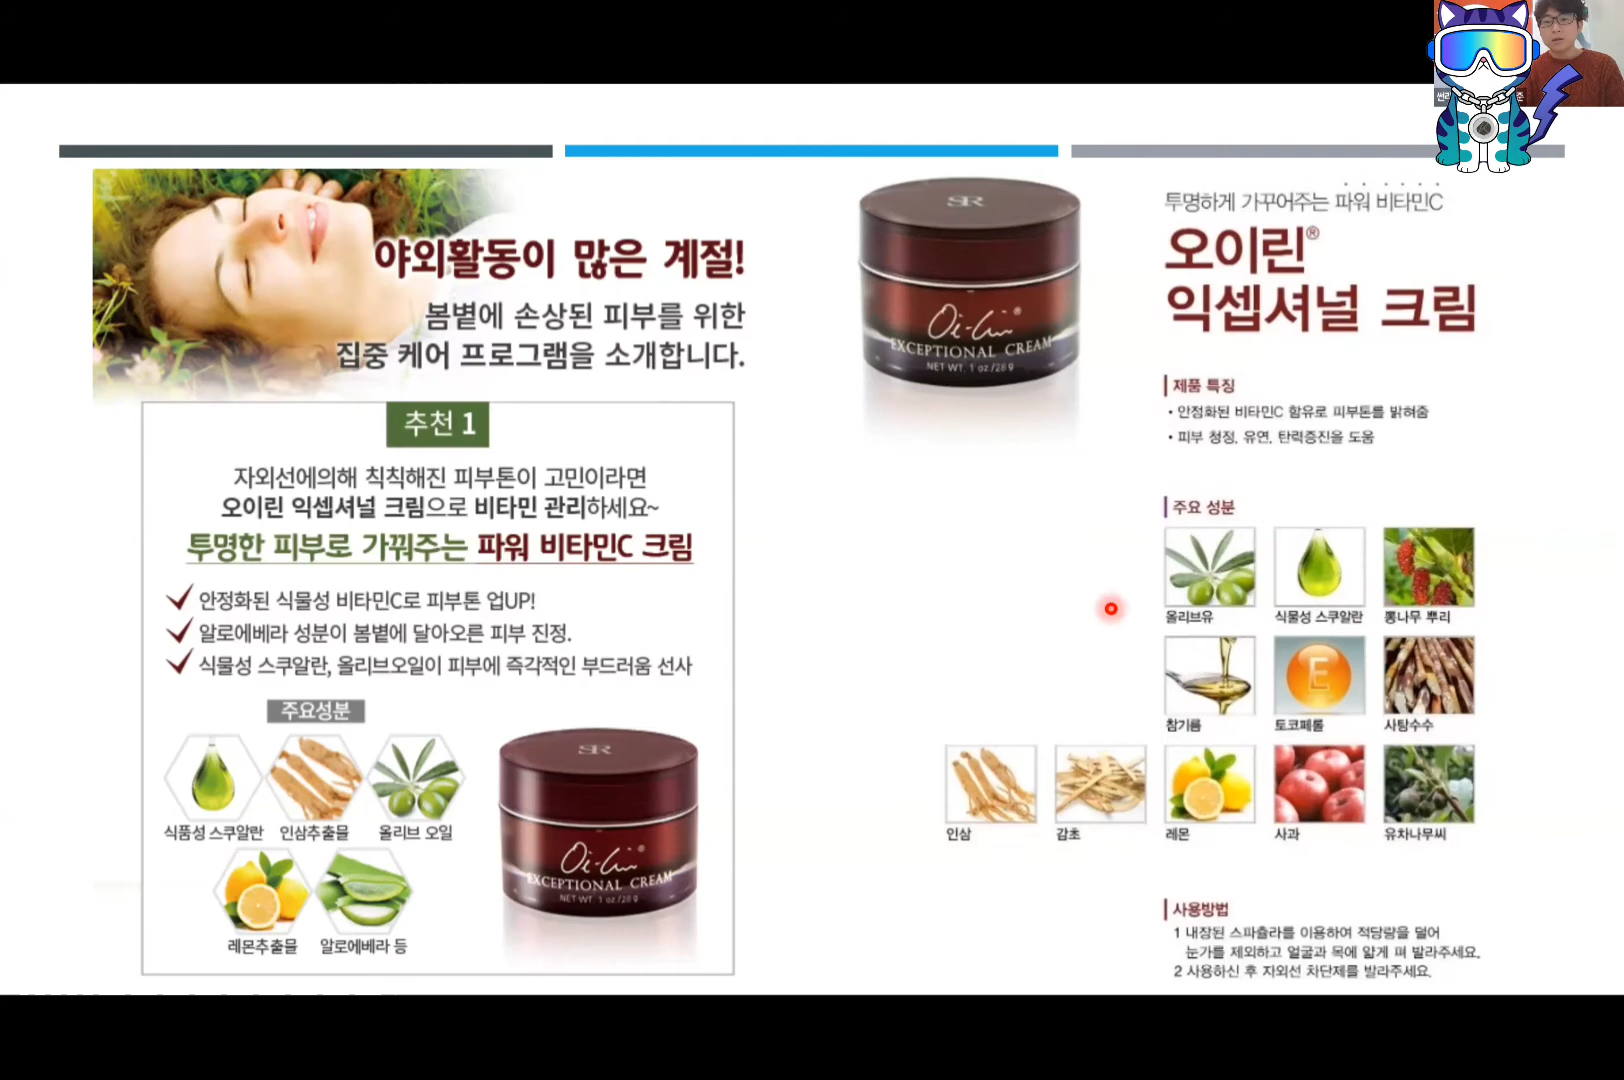 야외활동이 많은 계절!
봄볕에 손상된 피부를 위한
집중 케어 프로그램을 소개합니다.
추천 1
자외선에의해 칙칙해진 피부톤이 고민이라면
오이린 익셉셔널 크림으로 비타민 관리하세요~
투명한 피부로 가꿔주는 파워 비타민C 크림
안정화된 식물성 비타민C로 피부톤 업UP!
알로에베라 성분이 봄볕에 달아오른 피부 진정.
식물성 스쿠알란, 올리브오일이 피부에 즉각적인 부드러움 선사
주요성분
식품성 스쿠알란
인삼추출물
올리브 오일
레몬추출물
알로에베라 등
SR
Oi-Lin®
EXCEPTIONAL CREAM
NET WT. 1 oz./28 g
SR
Oi-Lin®
EXCEPTIONAL CREAM
NET WT. 1 oz./28 g
투명하게 가꾸어주는 파워 비타민C
오이린®
익셉셔널 크림
제품 특징
• 안정화된 비타민C 함유로 피부톤를 밝혀줌
• 피부 청정, 유연, 탄력증진을 도움
주요 성분
올리브유
식물성 스쿠알란
뽕나무 뿌리
참기름
E
토코페롤
사탕수수
인삼
감초
레몬
사과
유차나무씨
사용방법
1 내장된 스파츌라를 이용하여 적당량을 덜어
눈가를 제외하고 얼굴과 목에 얇게 펴 발라주세요.
2 사용하신 후 자외선 차단제를 발라주세요.